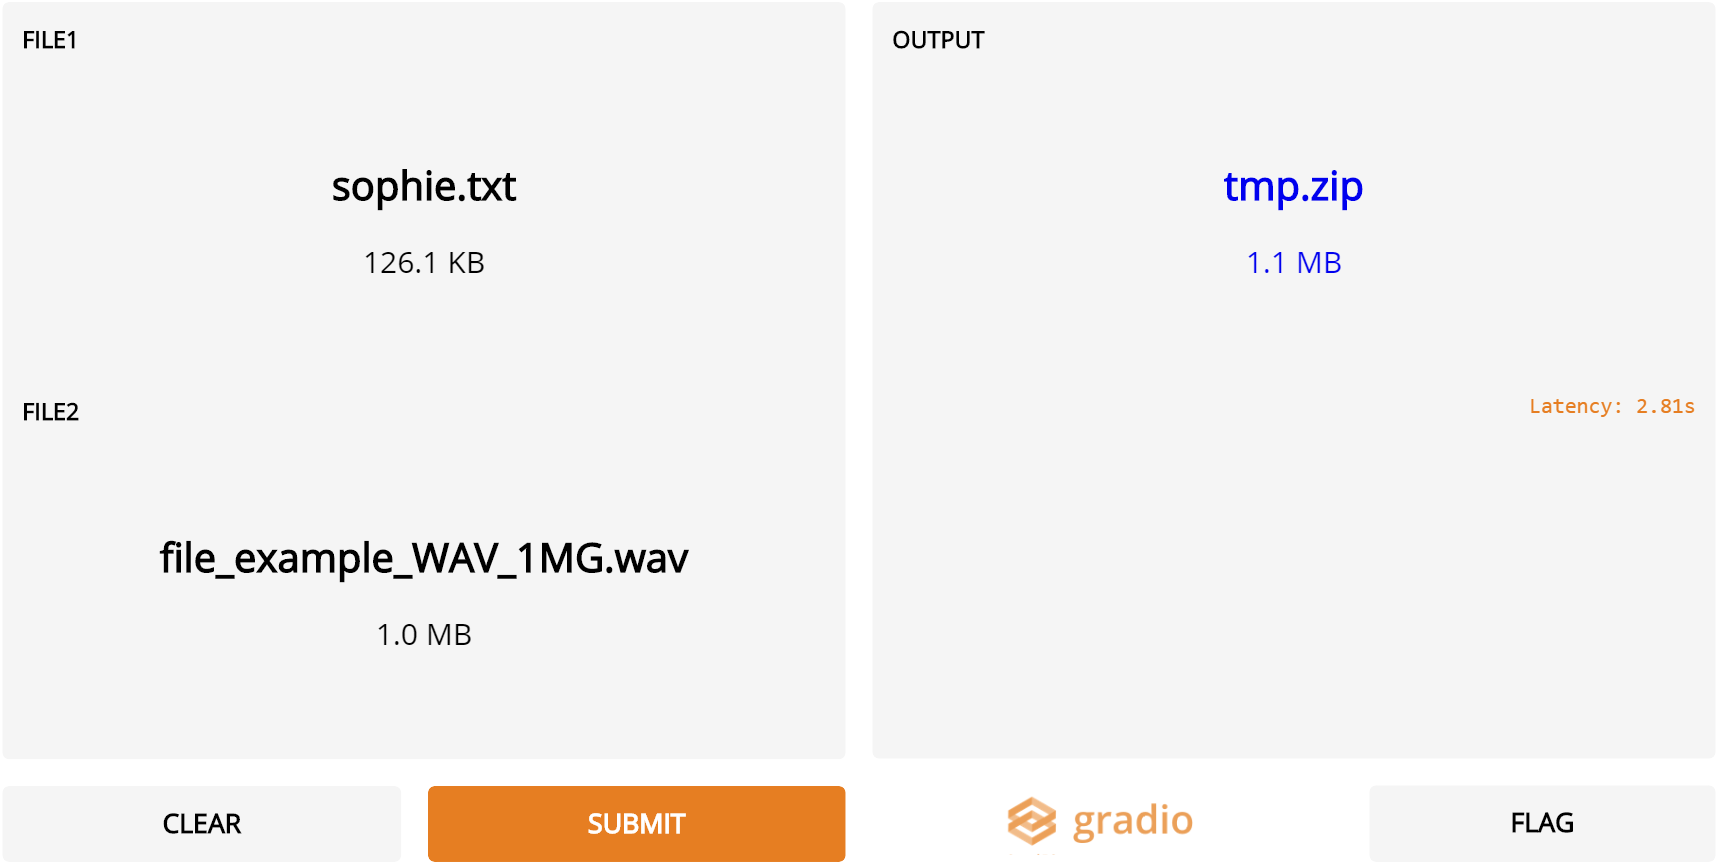 FILE1
sophie.txt
126.1 KB
FILE2
file_example_WAV_1MG.wav
1.0 MB
CLEAR
SUBMIT
OUTPUT
tmp.zip
1.1 MB
Latency: 2.81s
gradio
FLAG